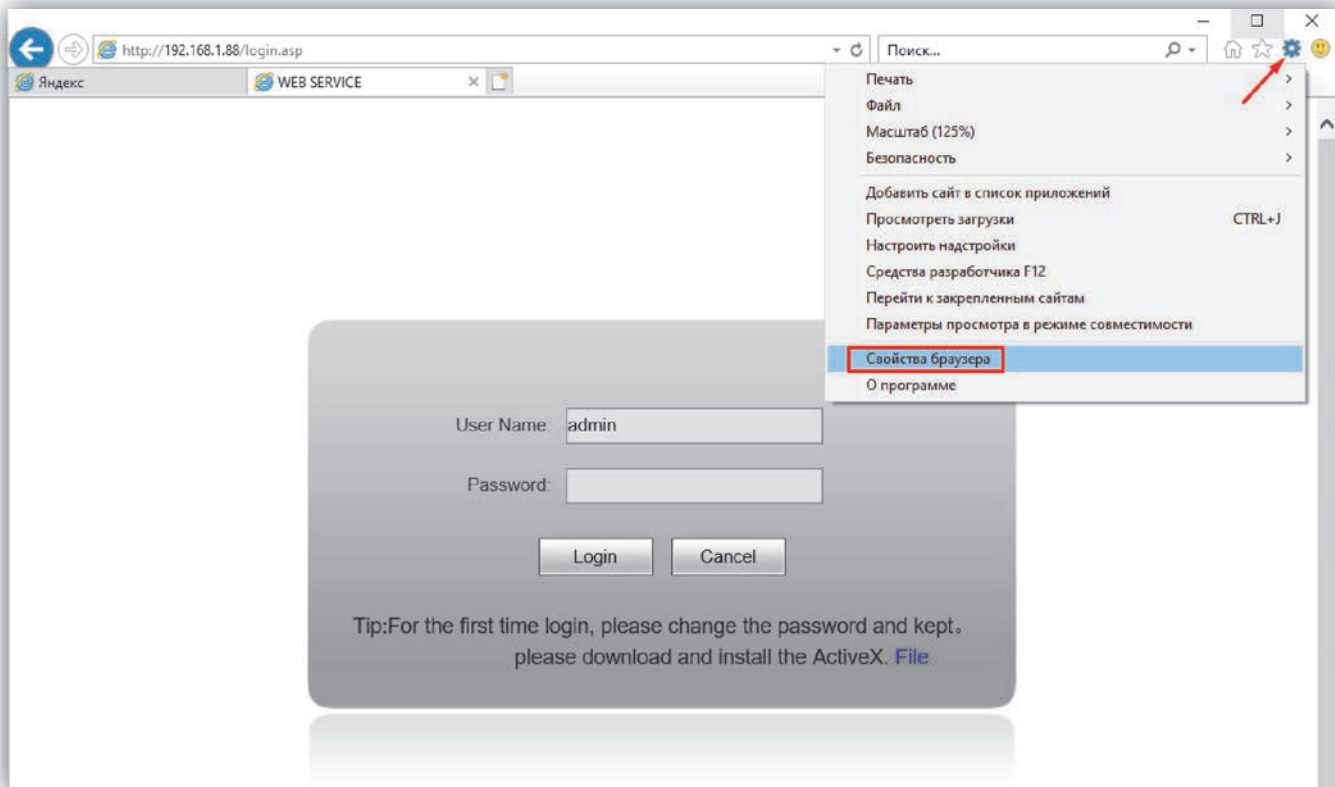 http://192.168.1.88/login.asp
Поиск...
Яндекс
WEB SERVICE
Печать
Файл
Масштаб (125%)
Безопасность
Добавить сайт в список приложений
Просмотреть загрузки CTRL+J
Настроить надстройки
Средства разработчика F12
Перейти к закрепленным сайтам
Параметры просмотра в режиме совместимости
Свойства браузера
О программе
User Name: admin
Password:
Login
Cancel
Tip:For the first time login, please change the password and kept。
please download and install the ActiveX. File